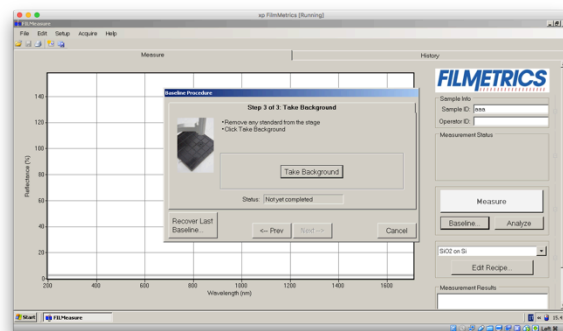 xp FilMetrics [Running]
FILMeasure
File Edit Setup Acquire Help
Measure
History
FILMETRICS
Sample Info
Sample ID: aaa
Operator ID:
Measurement Status
Baseline Procedure
Step 3 of 3: Take Background
•Remove any standard from the stage
•Click Take Background
Take Background
Status: Not yet completed
Recover Last
Baseline...
<-- Prev
Next -->
Cancel
Measure
Baseline...
Analyze
SiO2 on Si
Edit Recipe...
Measurement Results
Reflectance (%)
140
120
100
80
60
40
20
0
200 400 600 800 1000 1200 1400 1600
Wavelength (nm)
Start
FILMeasure
Left ⌘